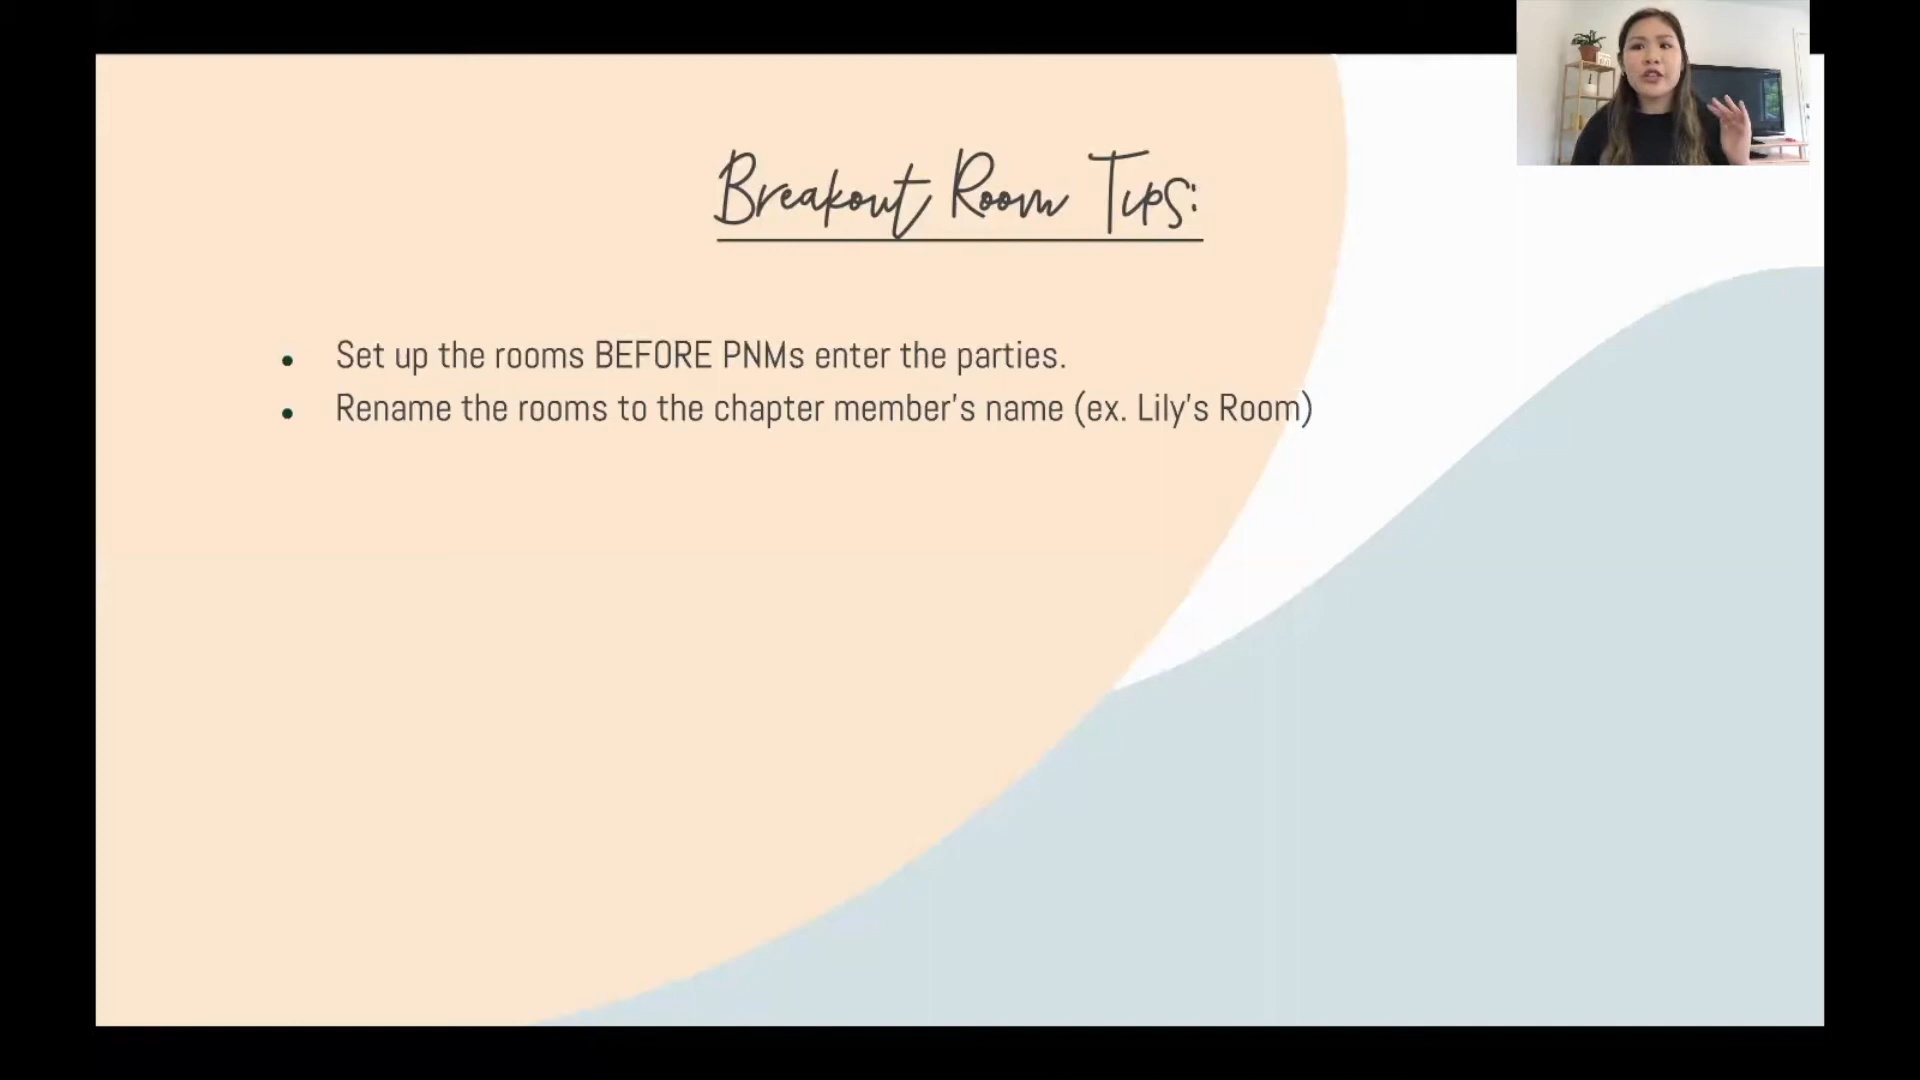 Breakout Room Tips:
• Set up the rooms BEFORE PNMs enter the parties.
• Rename the rooms to the chapter member's name (ex. Lily's Room)